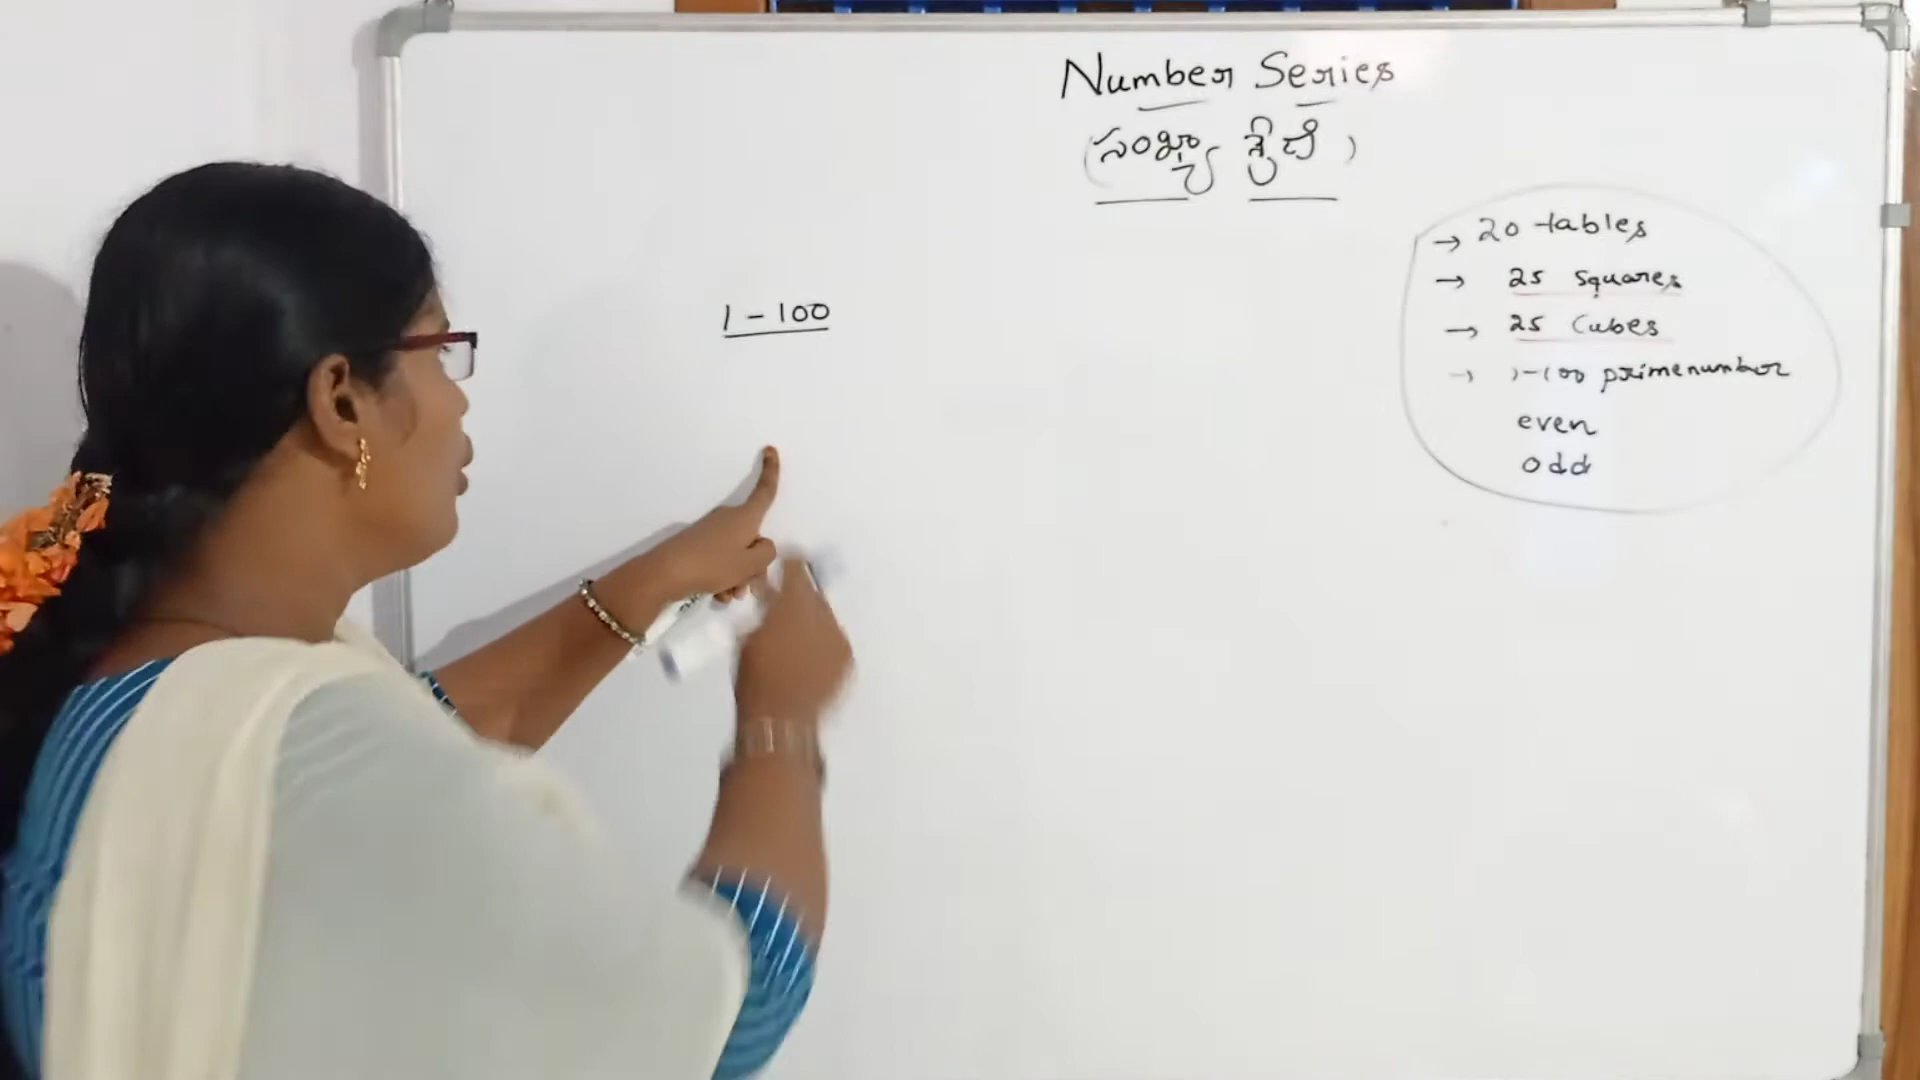 Number Series
(ಸಂಖ್ಯಾ ಶ್ರೇಣಿ)
1 - 100
→ 20 tables
→ 25 squares
→ 25 Cubes
→ 1-100 primenumber
even
odd